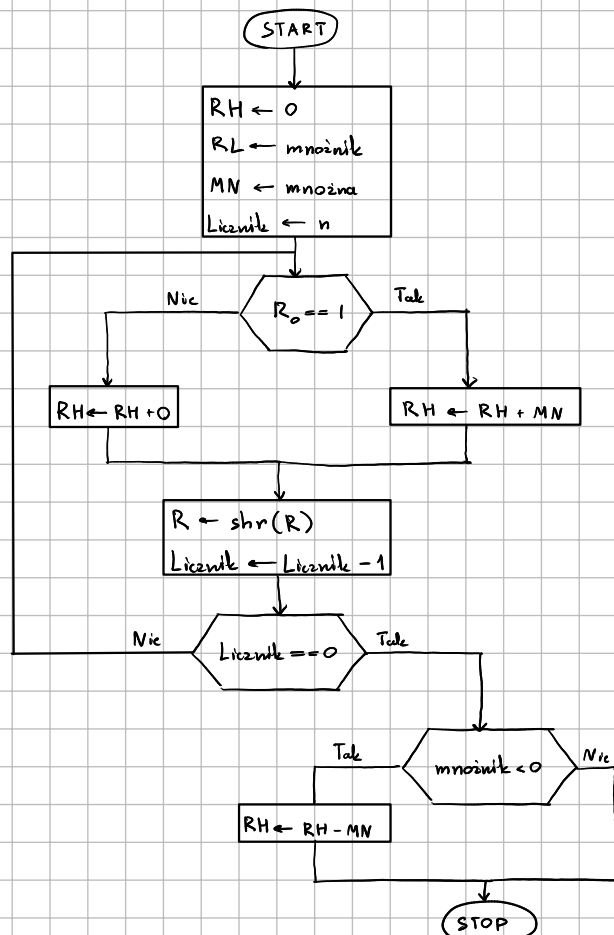 START
RH ← 0
RL ← mnożnik
MN ← mnożna
Licznik ← n
Nie
R₀ == 1
Tak
RH ← RH + 0
RH ← RH + MN
R ← shr(R)
Licznik ← Licznik - 1
Nie
Licznik == 0
Tak
Tak
mnożnik < 0
Nie
RH ← RH - MN
STOP